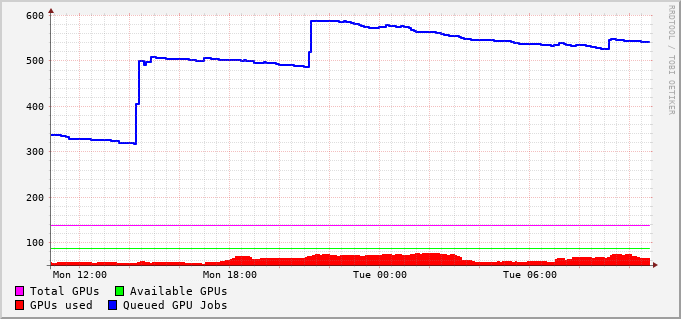 600
500
400
300
200
100
Mon 12:00 Mon 18:00 Tue 00:00 Tue 06:00
Total GPUs Available GPUs
GPUs used Queued GPU Jobs
RRDTOOL / TOBI OETIKER